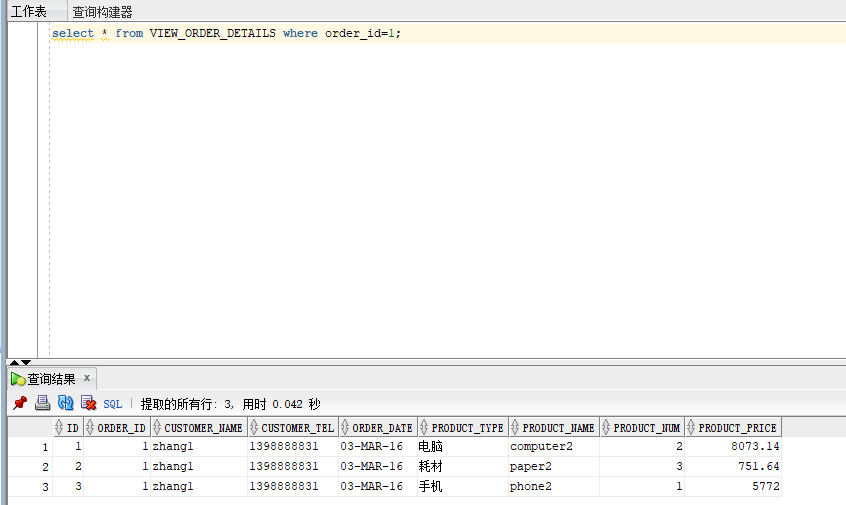 工作表 查询构建器
select * from VIEW_ORDER_DETAILS where order_id=1;
查询结果 x
SQL | 提取的所有行: 3, 用时 0.042 秒
ID ORDER_ID CUSTOMER_NAME CUSTOMER_TEL ORDER_DATE PRODUCT_TYPE PRODUCT_NAME PRODUCT_NUM PRODUCT_PRICE
1 1 1 zhang1 1398888831 03-MAR-16 电脑 computer2 2 8073.14
2 2 1 zhang1 1398888831 03-MAR-16 耗材 paper2 3 751.64
3 3 1 zhang1 1398888831 03-MAR-16 手机 phone2 1 5772